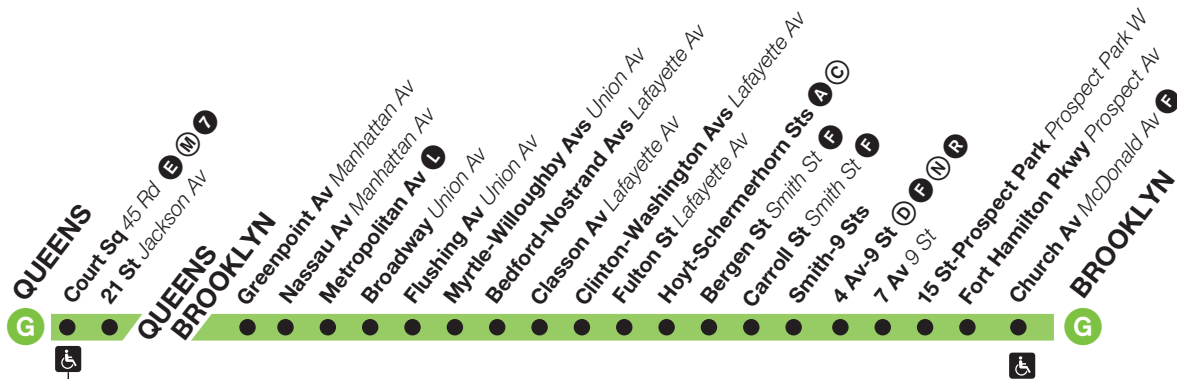 G
QUEENS
Court Sq 45 Rd E M 7
21 St Jackson Av
QUEENS
BROOKLYN
Greenpoint Av Manhattan Av
Nassau Av Manhattan Av
Metropolitan Av L
Broadway Union Av
Flushing Av Union Av
Myrtle-Willoughby Avs Union Av
Bedford-Nostrand Avs Lafayette Av
Classon Av Lafayette Av
Clinton-Washington Avs Lafayette Av
Fulton St Lafayette Av
Hoyt-Schermerhorn Sts A C
Bergen St Smith St F
Carroll St Smith St F
Smith-9 Sts
4 Av-9 St D F N R
7 Av 9 St
15 St-Prospect Park Prospect Park W
Fort Hamilton Pkwy Prospect Av
Church Av McDonald Av F
BROOKLYN
G